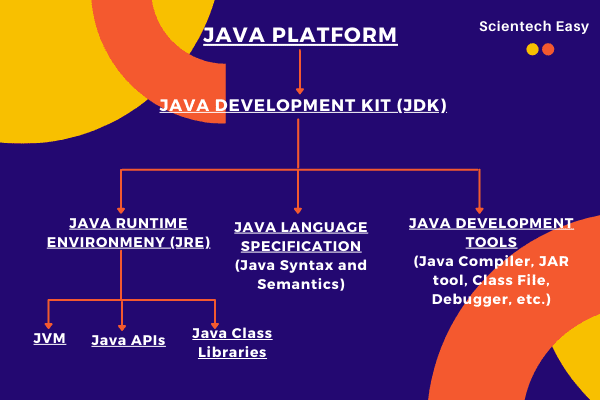 Scientech Easy
JAVA PLATFORM
JAVA DEVELOPMENT KIT (JDK)
JAVA RUNTIME
ENVIRONMENY (JRE)
JAVA LANGUAGE
SPECIFICATION
(Java Syntax and
Semantics)
JAVA DEVELOPMENT
TOOLS
(Java Compiler, JAR
tool, Class File,
Debugger, etc.)
JVM
Java APIs
Java Class
Libraries